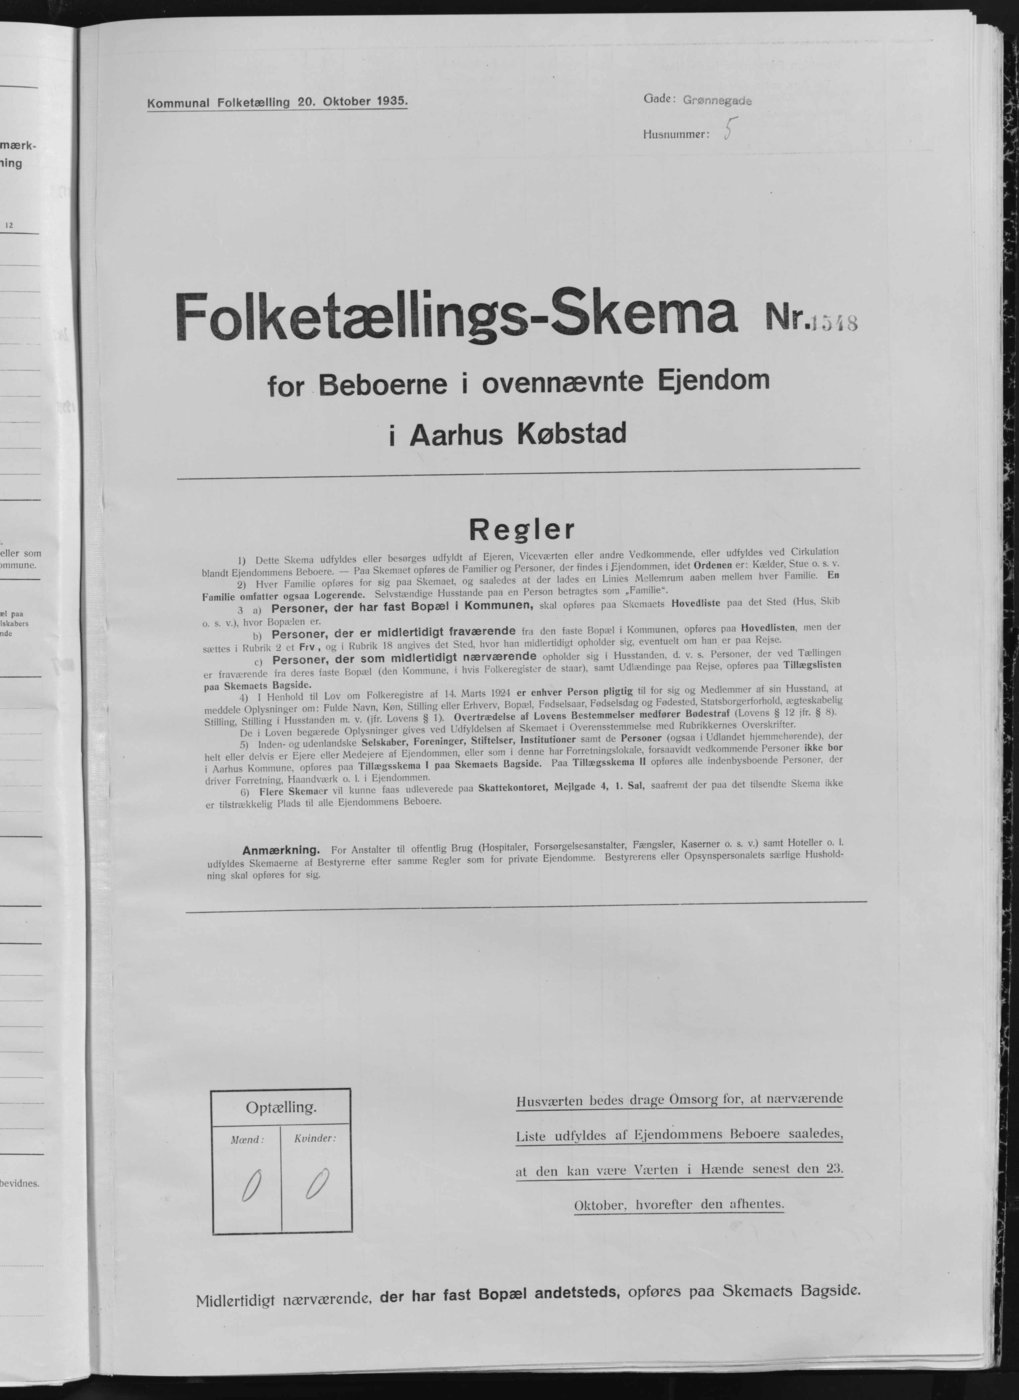 mærk-
ning
12
eller som
ommune.
el paa
lskabers
nde
bevidnes.
Kommunal Folketælling 20. Oktober 1935.
Gade: Grønnegade
Husnummer: 5
Folketællings-Skema Nr. 1548
for Beboerne i ovennævnte Ejendom
i Aarhus Købstad
Regler
1) Dette Skema udfyldes eller besørges udfyldt af Ejeren, Viceværten eller andre Vedkommende, eller udfyldes ved Cirkulation
blandt Ejendommens Beboere. — Paa Skemaet opføres de Familier og Personer, der findes i Ejendommen, idet Ordenen er: Kælder, Stue o. s. v.
2) Hver Familie opføres for sig paa Skemaet, og saaledes at der lades en Linies Mellemrum aaben mellem hver Familie. En
Familie omfatter ogsaa Logerende. Selvstændige Husstande paa en Person betragtes som „Familie“.
3 a) Personer, der har fast Bopæl i Kommunen, skal opføres paa Skemaets Hovedliste paa det Sted (Hus, Skib
o. s. v.), hvor Bopælen er.
b) Personer, der er midlertidigt fraværende fra den faste Bopæl i Kommunen, opføres paa Hovedlisten, men der
sættes i Rubrik 2 et Frv., og i Rubrik 18 angives det Sted, hvor han midlertidigt opholder sig, eventuelt om han er paa Rejse.
c) Personer, der som midlertidigt nærværende opholder sig i Husstanden, d. v. s. Personer, der ved Tællingen
er fraværende fra deres faste Bopæl (den Kommune, i hvis Folkeregister de staar), samt Udlændinge paa Rejse, opføres paa Tillægslisten
paa Skemaets Bagside.
4) I Henhold til Lov om Folkeregistre af 14. Marts 1924 er enhver Person pligtig til for sig og Medlemmer af sin Husstand, at
meddele Oplysninger om: Fulde Navn, Køn, Stilling eller Erhverv, Bopæl, Fødselsaar, Fødselsdag og Fødested, Statsborgerforhold, ægteskabelig
Stilling, Stilling i Husstanden m. v. (jfr. Lovens § 1). Overtrædelse af Lovens Bestemmelser medfører Bødestraf (Lovens § 12 jfr. § 8).
De i Loven begærede Oplysninger gives ved Udfyldelsen af Skemaet i Overensstemmelse med Rubrikkernes Overskrifter.
5) Inden- og udenlandske Selskaber, Foreninger, Stiftelser, Institutioner samt de Personer (ogsaa i Udlandet hjemmehørende), der
helt eller delvis er Ejere eller Medejere af Ejendommen, eller som i denne har Forretningslokale, forsaavidt vedkommende Personer ikke bor
i Aarhus Kommune, opføres paa Tillægsskema I paa Skemaets Bagside. Paa Tillægsskema II opføres alle indenbysboende Personer, der
driver Forretning, Haandværk o. l. i Ejendommen.
6) Flere Skemaer vil kunne faas udleverede paa Skattekontoret, Mejlgade 4, 1. Sal, saafremt der paa det tilsendte Skema ikke
er tilstrækkelig Plads til alle Ejendommens Beboere.
Anmærkning. For Anstalter til offentlig Brug (Hospitaler, Forsørgelsesanstalter, Fængsler, Kaserner o. s. v.) samt Hoteller o. l.
udfyldes Skemaerne af Bestyrerne efter samme Regler som for private Ejendomme. Bestyrerens eller Opsynspersonalets særlige Hushold-
ning skal opføres for sig.
Optælling.
Mænd: Kvinder:
0 0
Husværten bedes drage Omsorg for, at nærværende
Liste udfyldes af Ejendommens Beboere saaledes,
at den kan være Værten i Hænde senest den 23.
Oktober, hvorefter den afhentes.
Midlertidigt nærværende, der har fast Bopæl andetsteds, opføres paa Skemaets Bagside.